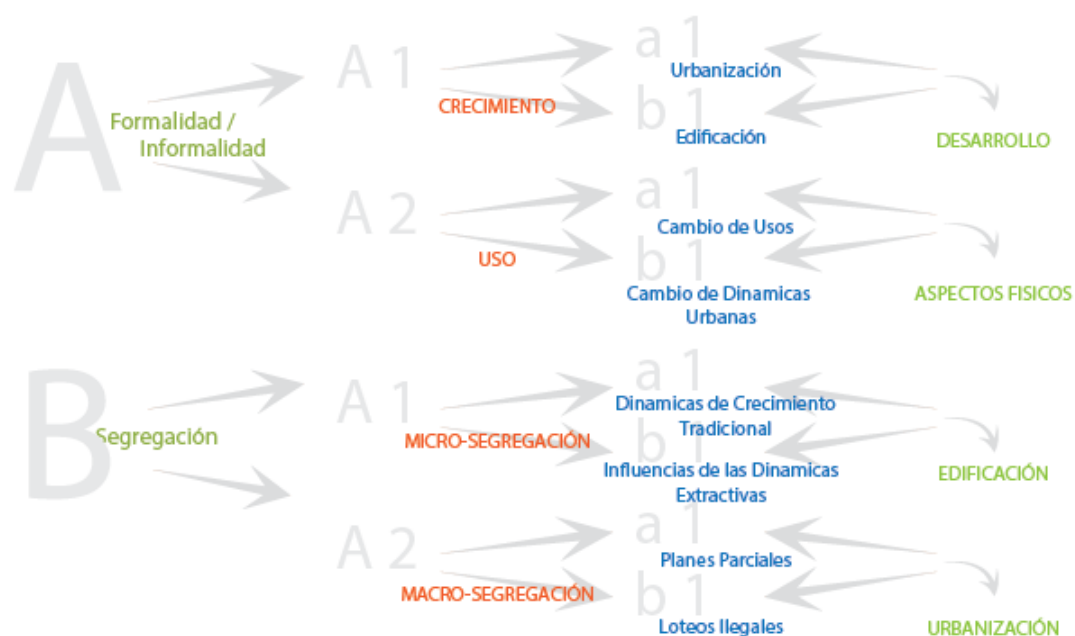 A
Formalidad /
Informalidad
A 1
CRECIMIENTO
a 1
Urbanización
b 1
Edificación
DESARROLLO
A 2
USO
a 1
Cambio de Usos
b 1
Cambio de Dinamicas
Urbanas
ASPECTOS FISICOS
B
Segregación
A 1
MICRO-SEGREGACIÓN
a 1
Dinamicas de Crecimiento
Tradicional
b 1
Influencias de las Dinamicas
Extractivas
EDIFICACIÓN
A 2
MACRO-SEGREGACIÓN
a 1
Planes Parciales
b 1
Loteos Ilegales
URBANIZACIÓN